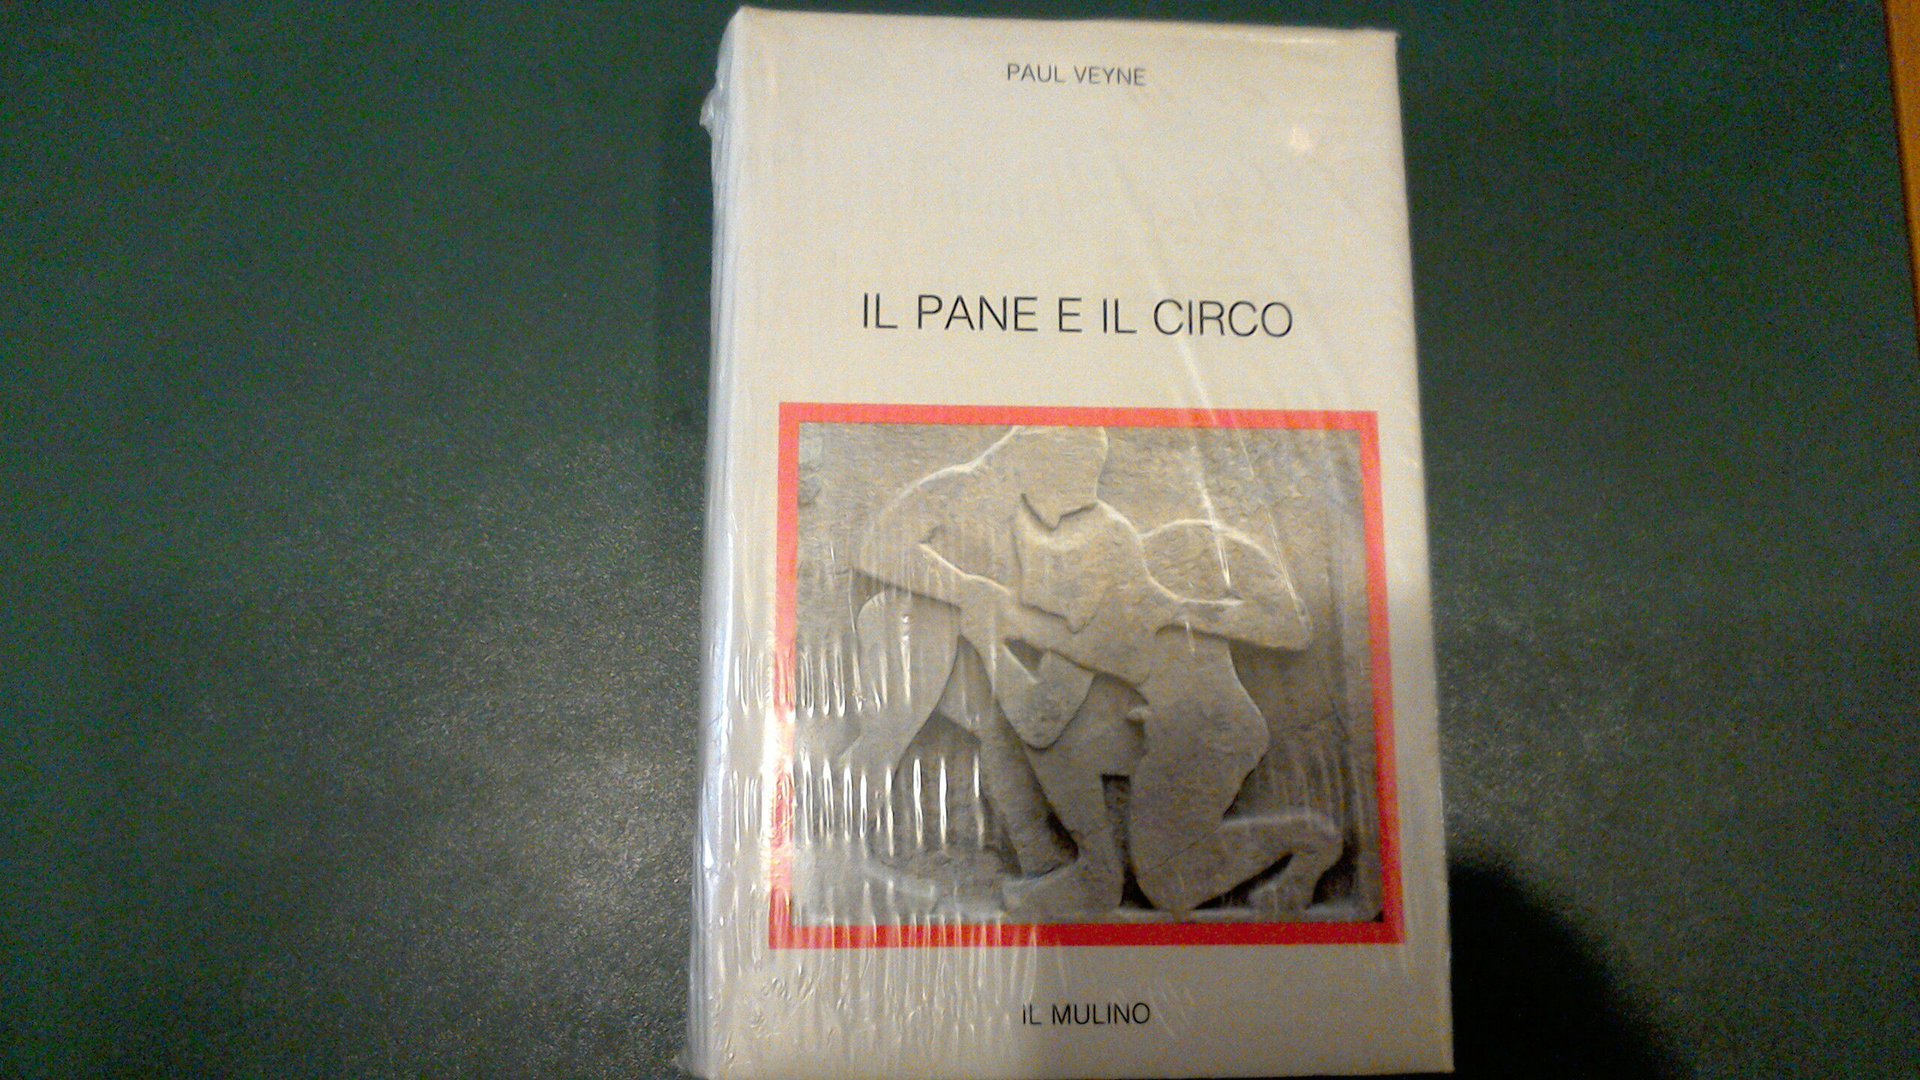 PAUL VEYNE
IL PANE E IL CIRCO
IL MULINO